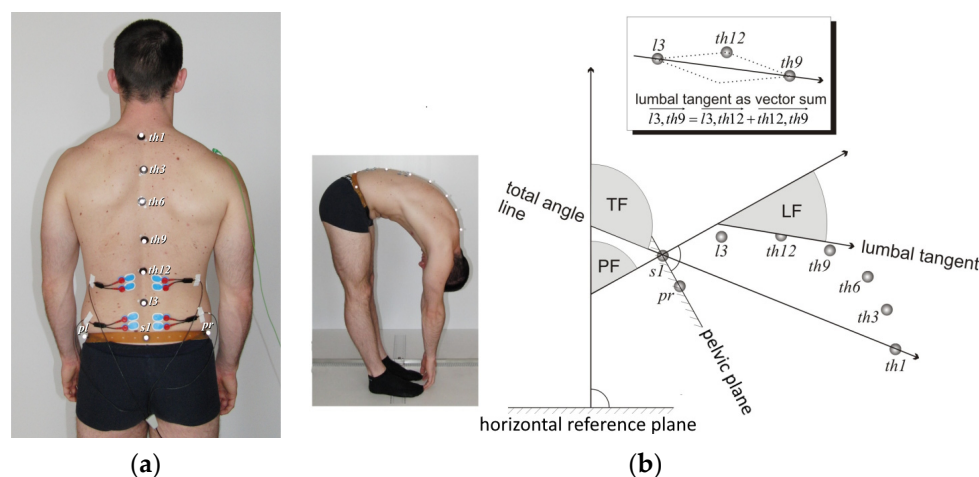 th1
th3
th6
th9
th12
l3
pl
s1
pr
(a)
l3
th12
th9
lumbal tangent as vector sum
l3,th9 = l3,th12 + th12,th9
total angle
line
TF
PF
LF
s1
pr
l3
th12
th9
th6
th3
th1
lumbal tangent
pelvic plane
horizontal reference plane
(b)